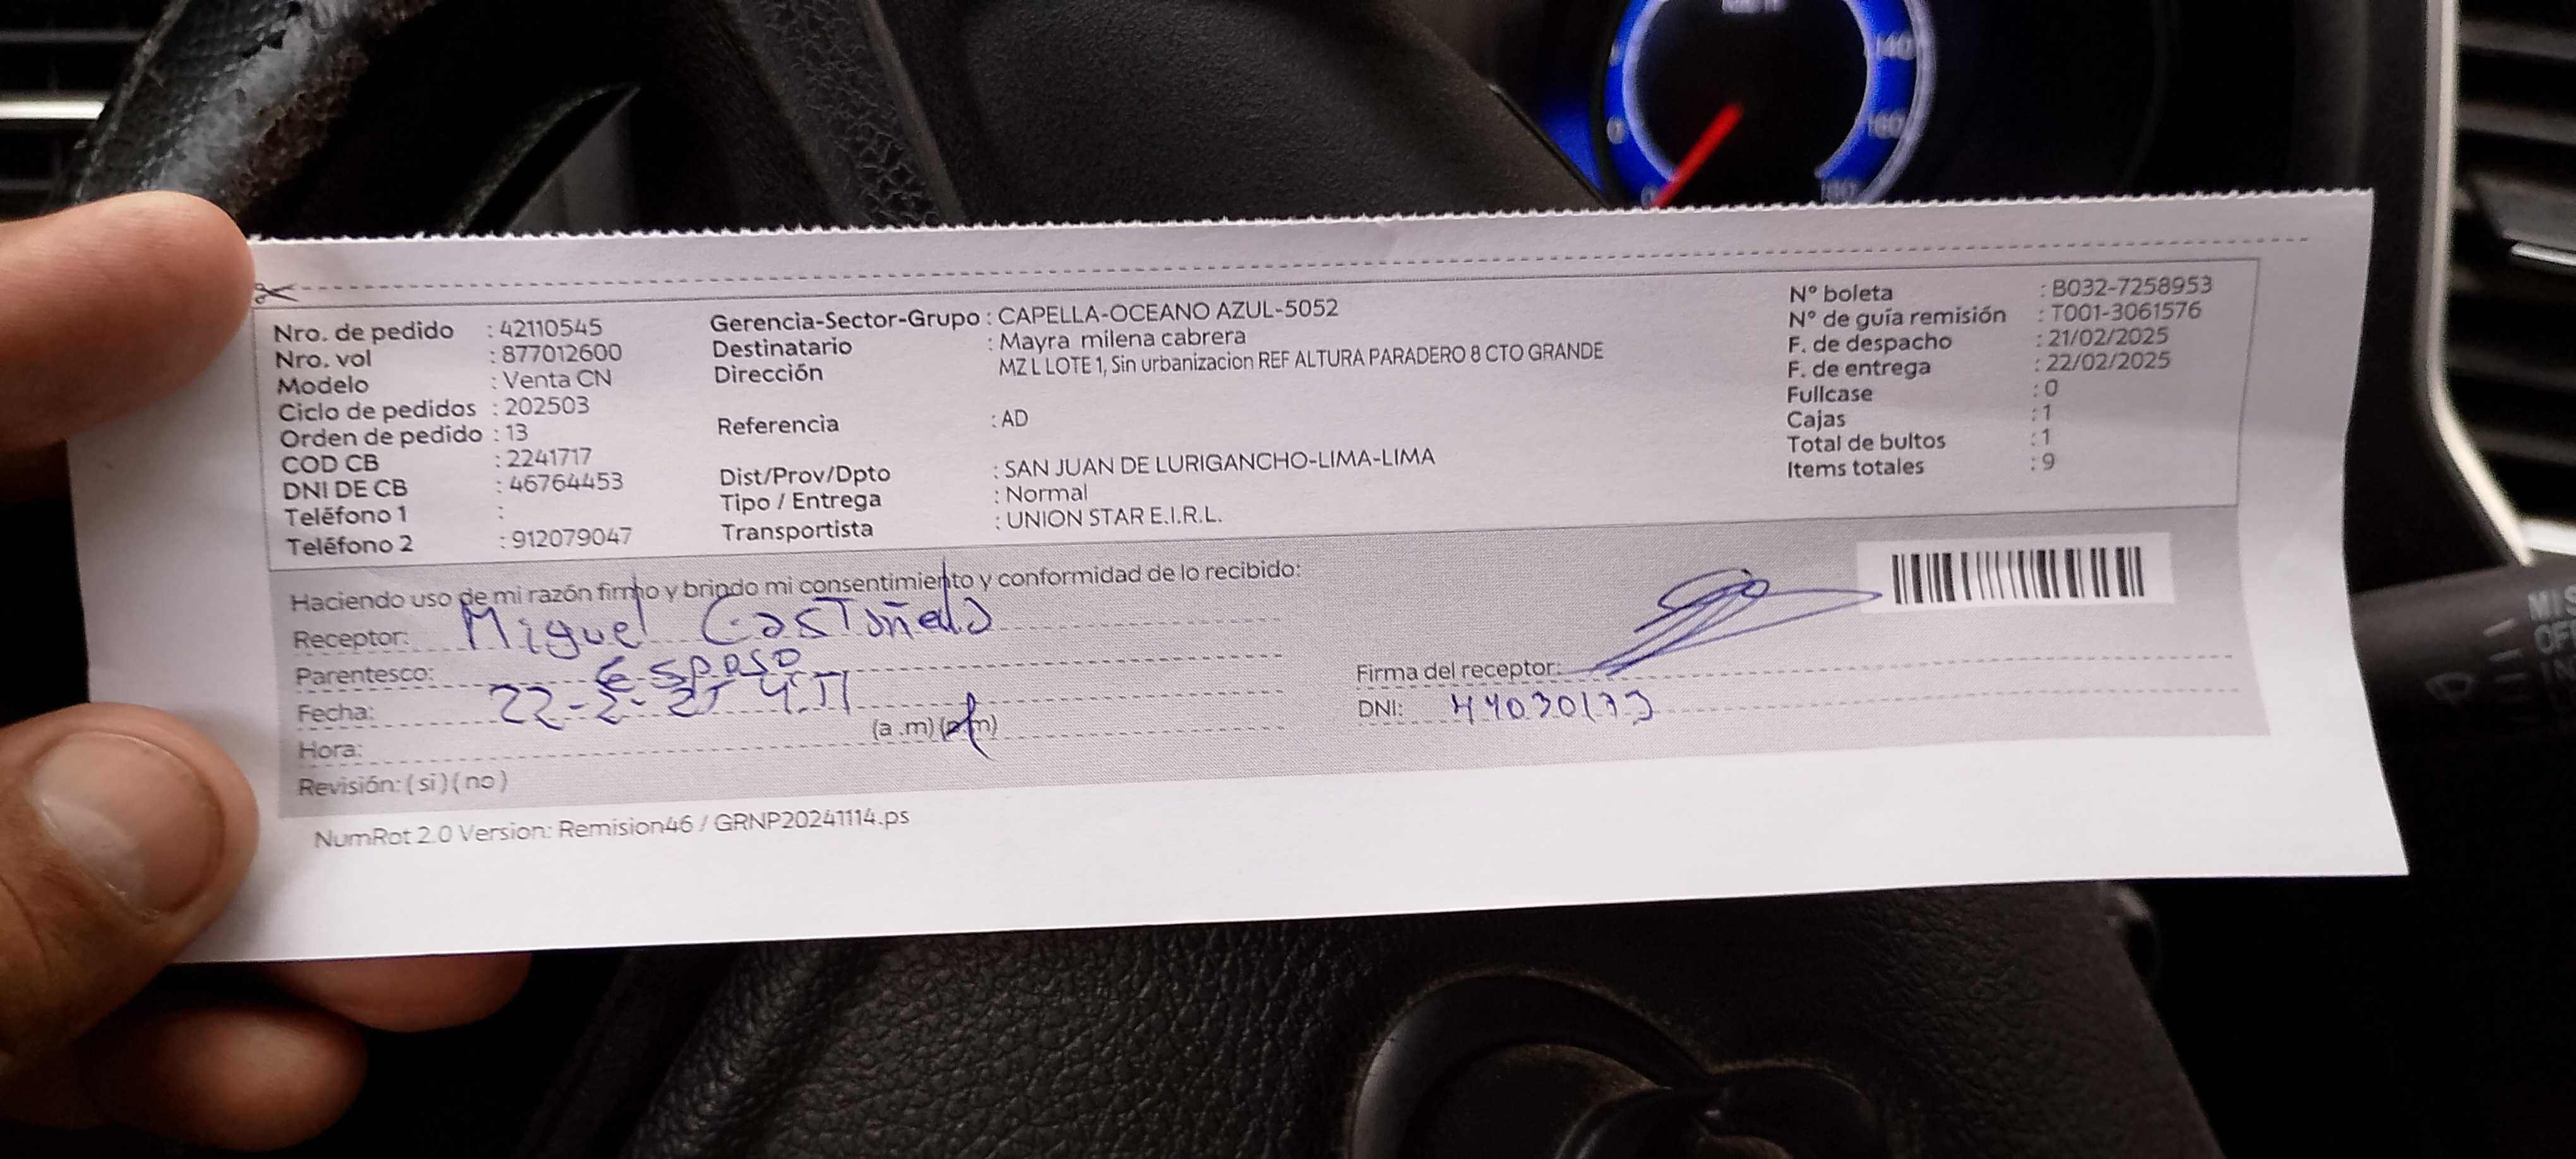 Nro. de pedido : 42110545
Nro. vol : 877012600
Modelo : Venta CN
Ciclo de pedidos : 202503
Orden de pedido : 13
COD CB : 2241717
DNI DE CB : 46764453
Teléfono 1 :
Teléfono 2 : 912079047
Gerencia-Sector-Grupo : CAPELLA-OCEANO AZUL-5052
Destinatario : Mayra milena cabrera
Dirección MZ L LOTE 1, Sin urbanizacion REF ALTURA PARADERO 8 CTO GRANDE
Referencia : AD
Dist/Prov/Dpto : SAN JUAN DE LURIGANCHO-LIMA-LIMA
Tipo / Entrega : Normal
Transportista : UNION STAR E.I.R.L.
N° boleta : B032-7258953
N° de guía remisión : T001-3061576
F. de despacho : 21/02/2025
F. de entrega : 22/02/2025
Fullcase : 0
Cajas : 1
Total de bultos : 1
Items totales : 9
Haciendo uso de mi razón firmo y brindo mi consentimiento y conformidad de lo recibido:
Receptor: Miguel
Parentesco: Esposo
Fecha: 22-2-25
Hora: (a .m) (p.m)
Revisión: ( si ) ( no )
Firma del receptor:
DNI:
NumRot 2.0 Version: Remision46 / GRNP20241114.ps
140
160
180
0